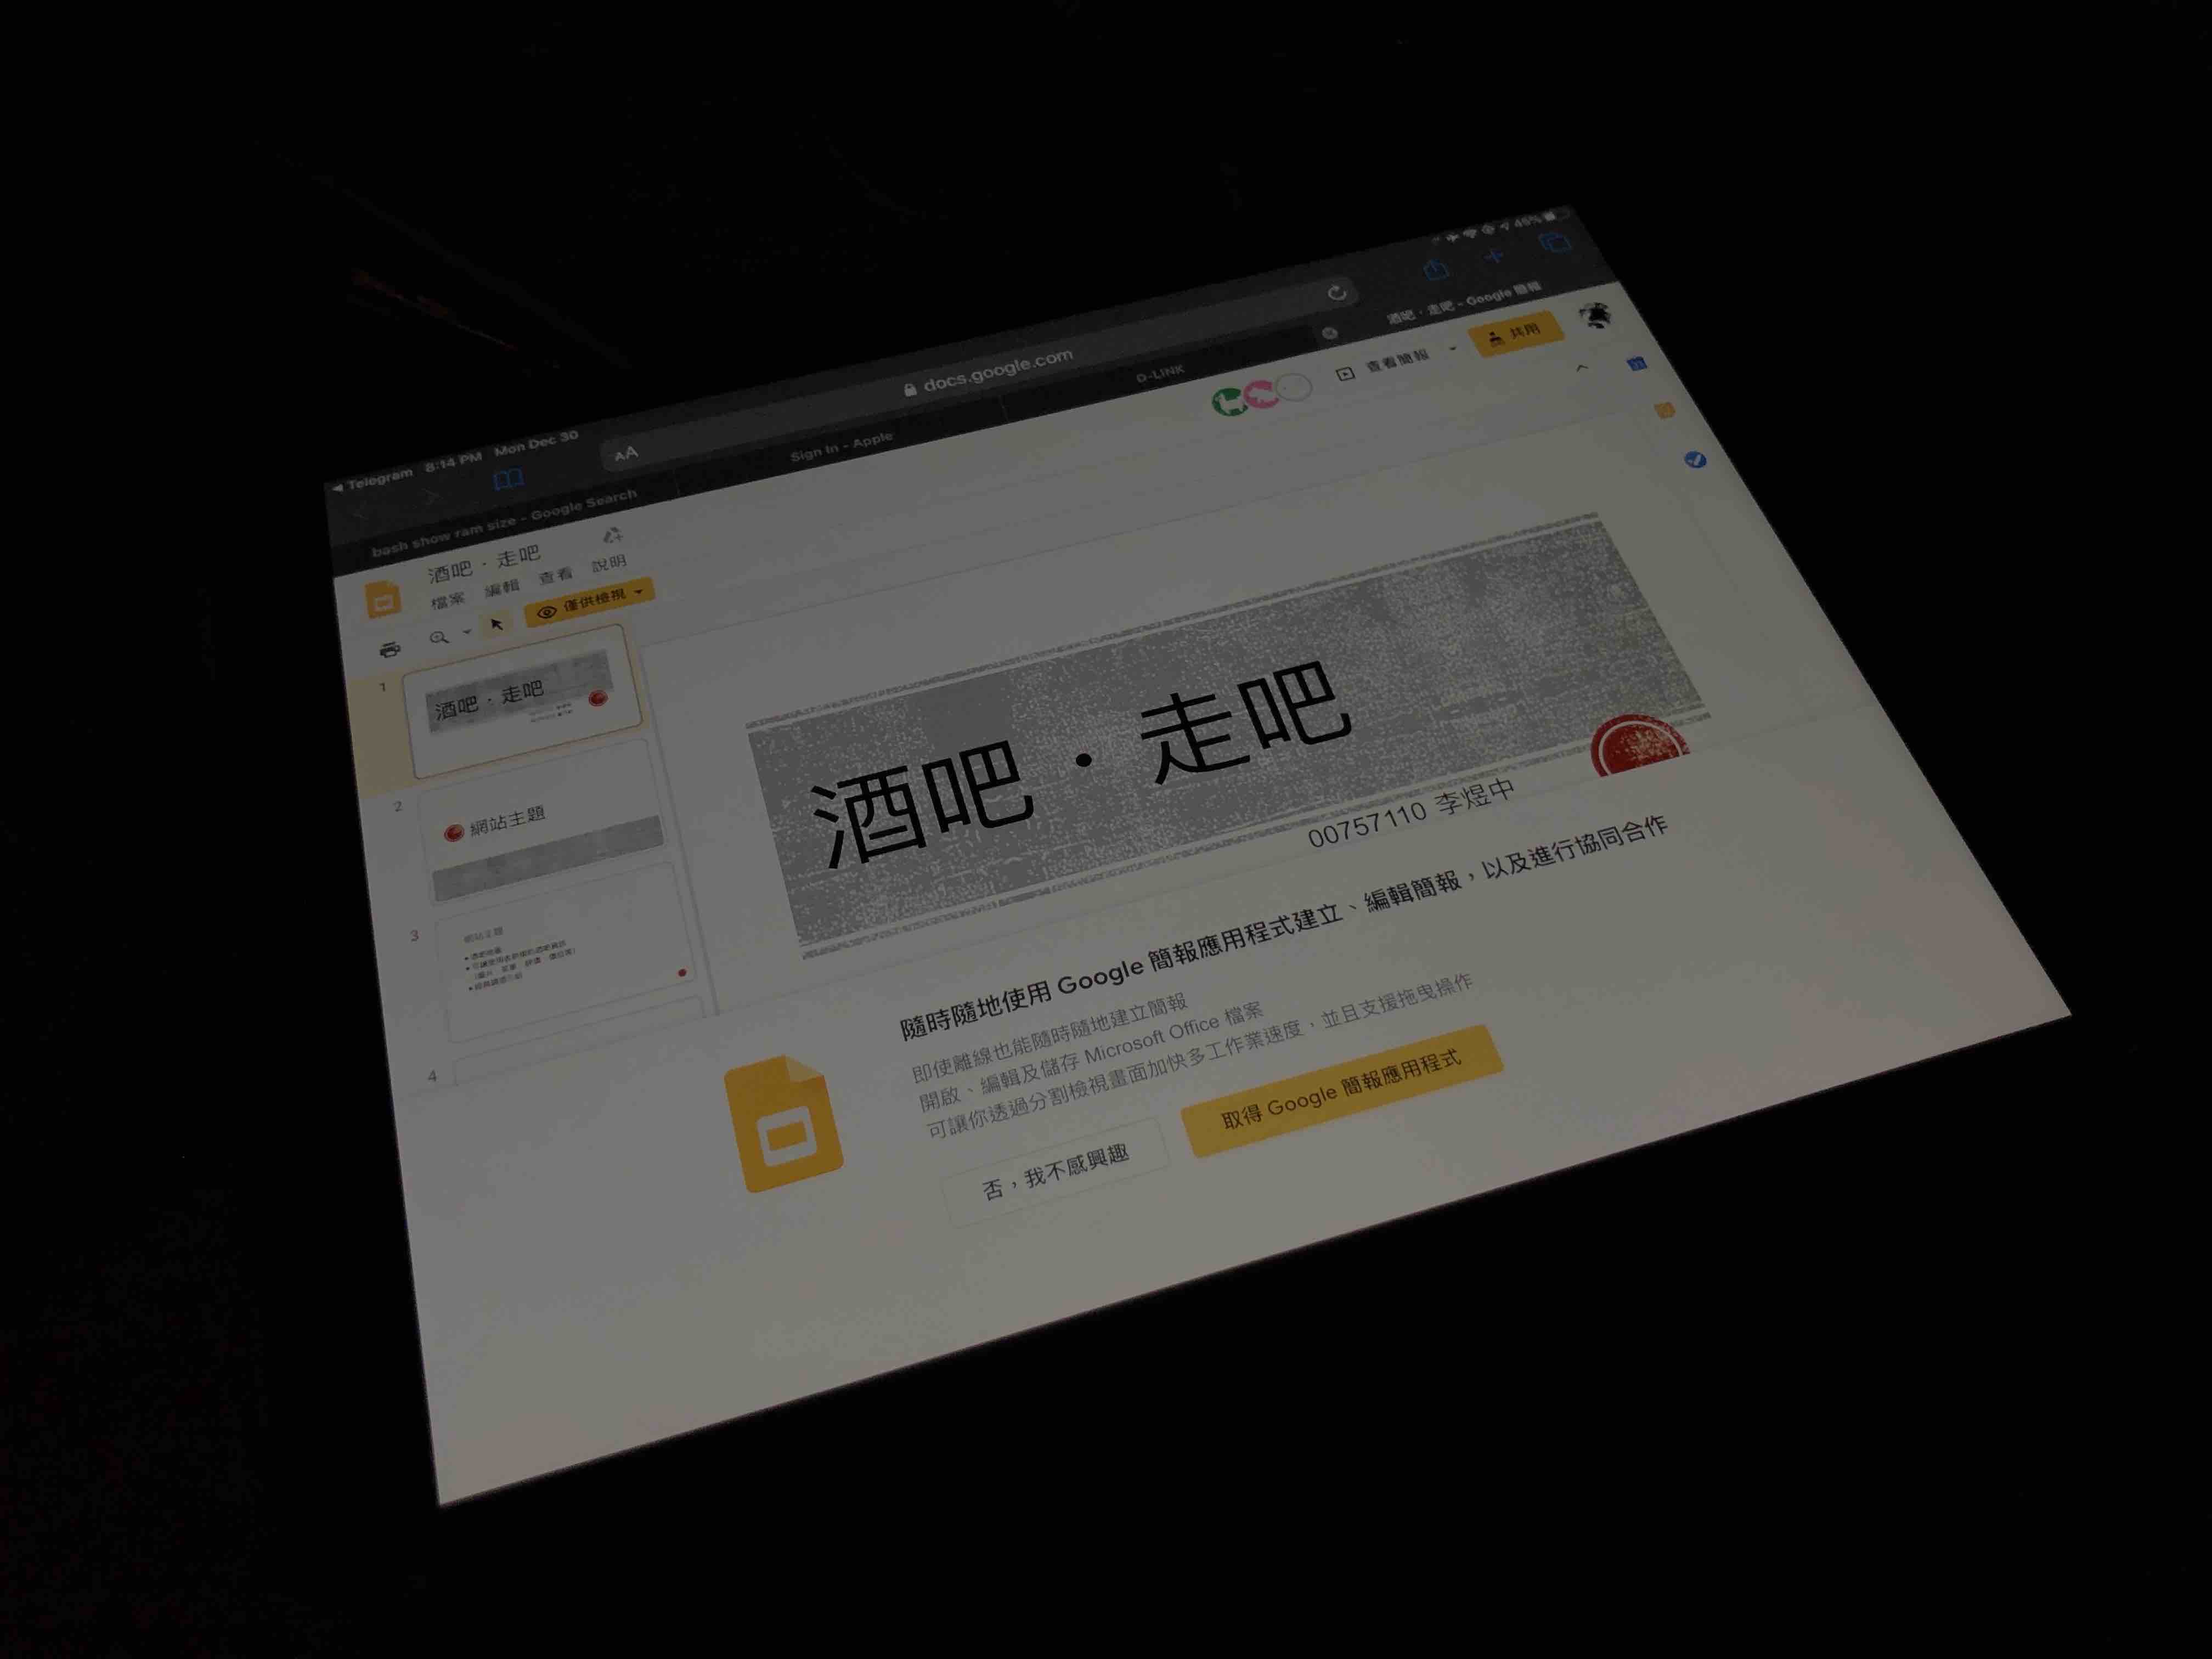 Telegram 8:14 PM Mon Dec 30
45%
AA
docs.google.com
bash show ram size - Google Search
Sign In - Apple
D-LINK
酒吧・走吧 - Google 簡報
酒吧・走吧
檔案 編輯 查看 說明
查看簡報
共用
僅供檢視
1
酒吧・走吧
2
網站主題
3
網站主題
4
酒吧・走吧
00757110 李煜中
隨時隨地使用 Google 簡報應用程式建立、編輯簡報，以及進行協同合作
即使離線也能隨時隨地建立簡報
開啟、編輯及儲存 Microsoft Office 檔案
可讓你透過分割檢視畫面加快多工作業速度，並且支援拖曳操作
否，我不感興趣
取得 Google 簡報應用程式